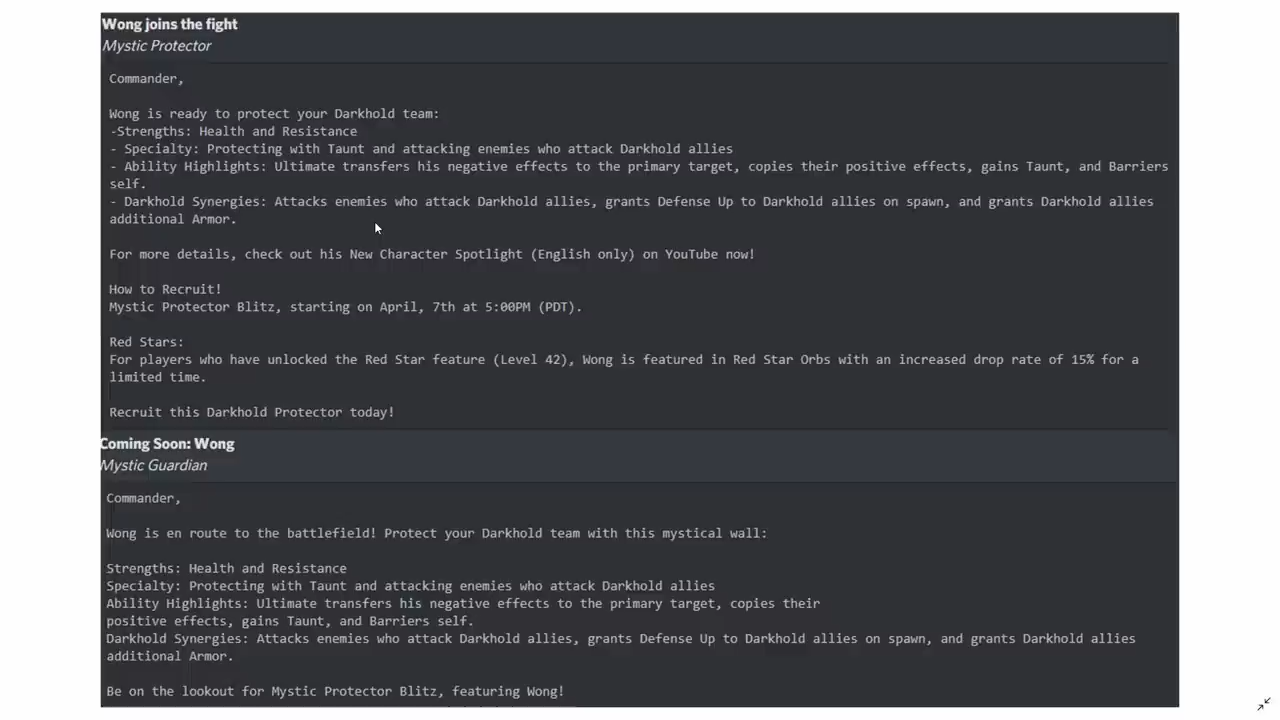 Wong joins the fight
Mystic Protector
Commander,
Wong is ready to protect your Darkhold team:
-Strengths: Health and Resistance
- Specialty: Protecting with Taunt and attacking enemies who attack Darkhold allies
- Ability Highlights: Ultimate transfers his negative effects to the primary target, copies their positive effects, gains Taunt, and Barriers
self.
- Darkhold Synergies: Attacks enemies who attack Darkhold allies, grants Defense Up to Darkhold allies on spawn, and grants Darkhold allies
additional Armor.
For more details, check out his New Character Spotlight (English only) on YouTube now!
How to Recruit!
Mystic Protector Blitz, starting on April, 7th at 5:00PM (PDT).
Red Stars:
For players who have unlocked the Red Star feature (Level 42), Wong is featured in Red Star Orbs with an increased drop rate of 15% for a
limited time.
Recruit this Darkhold Protector today!
Coming Soon: Wong
Mystic Guardian
Commander,
Wong is en route to the battlefield! Protect your Darkhold team with this mystical wall:
Strengths: Health and Resistance
Specialty: Protecting with Taunt and attacking enemies who attack Darkhold allies
Ability Highlights: Ultimate transfers his negative effects to the primary target, copies their
positive effects, gains Taunt, and Barriers self.
Darkhold Synergies: Attacks enemies who attack Darkhold allies, grants Defense Up to Darkhold allies on spawn, and grants Darkhold allies
additional Armor.
Be on the lookout for Mystic Protector Blitz, featuring Wong!